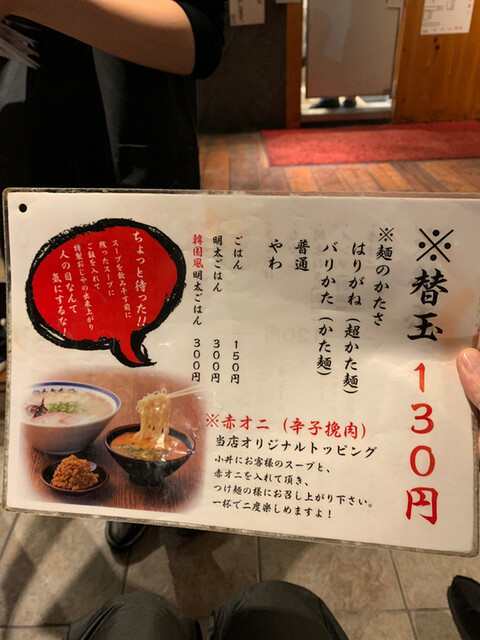 ※替玉 130円
※麺のかたさ
はりがね(超かた麺)
バリかた(かた麺)
普通
やわ
ごはん 150円
明太ごはん 300円
韓国風明太ごはん 300円
ちょっと待った!!
スープを飲み干す前に
残ったスープに
ご飯を入れて
特製おじやの出来上がり
人の目なんて
気にするな!
※赤オニ(辛子挽肉)
当店オリジナルトッピング
小丼にお客様のスープと、
赤オニを入れて頂き、
つけ麺の様にお召し上がり下さい。
一杯で二度楽しめますよ!